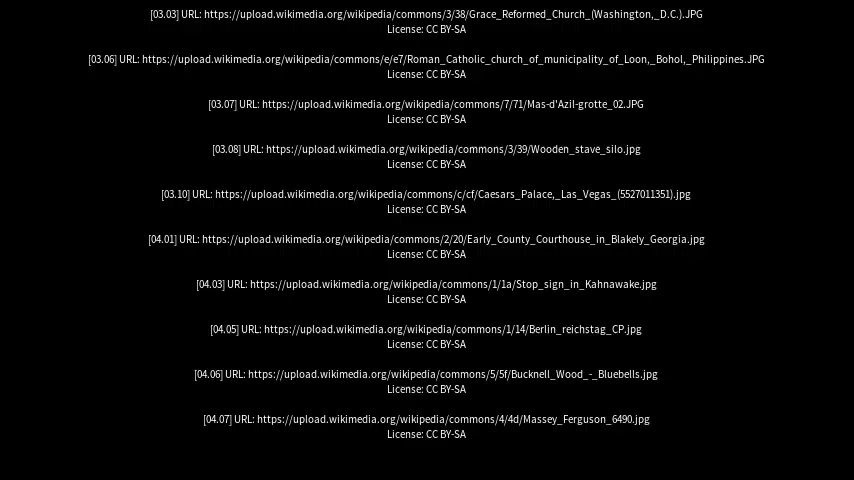 [03.03] URL: https://upload.wikimedia.org/wikipedia/commons/3/38/Grace_Reformed_Church_(Washington,_D.C.).JPG
License: CC BY-SA
[03.06] URL: https://upload.wikimedia.org/wikipedia/commons/e/e7/Roman_Catholic_church_of_municipality_of_Loon,_Bohol,_Philippines.JPG
License: CC BY-SA
[03.07] URL: https://upload.wikimedia.org/wikipedia/commons/7/71/Mas-d'Azil-grotte_02.JPG
License: CC BY-SA
[03.08] URL: https://upload.wikimedia.org/wikipedia/commons/3/39/Wooden_stave_silo.jpg
License: CC BY-SA
[03.10] URL: https://upload.wikimedia.org/wikipedia/commons/c/cf/Caesars_Palace,_Las_Vegas_(5527011351).jpg
License: CC BY-SA
[04.01] URL: https://upload.wikimedia.org/wikipedia/commons/2/20/Early_County_Courthouse_in_Blakely_Georgia.jpg
License: CC BY-SA
[04.03] URL: https://upload.wikimedia.org/wikipedia/commons/1/1a/Stop_sign_in_Kahnawake.jpg
License: CC BY-SA
[04.05] URL: https://upload.wikimedia.org/wikipedia/commons/1/14/Berlin_reichstag_CP.jpg
License: CC BY-SA
[04.06] URL: https://upload.wikimedia.org/wikipedia/commons/5/5f/Bucknell_Wood_-_Bluebells.jpg
License: CC BY-SA
[04.07] URL: https://upload.wikimedia.org/wikipedia/commons/4/4d/Massey_Ferguson_6490.jpg
License: CC BY-SA